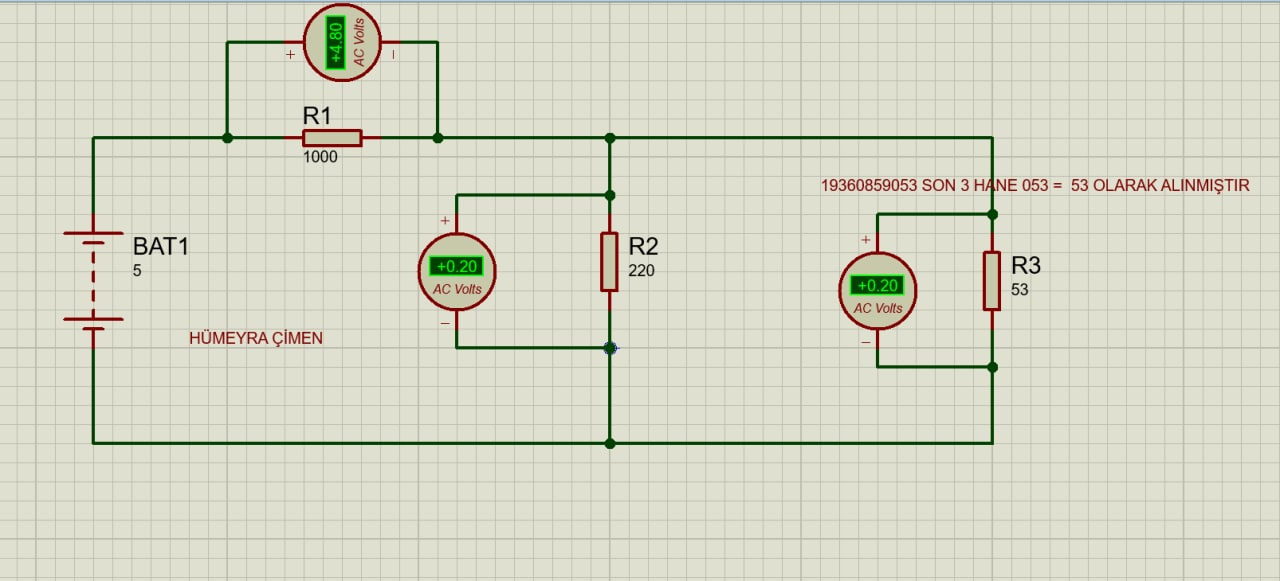 +4.80
AC Volts
+
−
R1
1000
19360859053 SON 3 HANE 053 =  53 OLARAK ALINMIŞTIR
+
+
BAT1
5
R2
220
+0.20
AC Volts
−
R3
53
+0.20
AC Volts
−
HÜMEYRA ÇİMEN